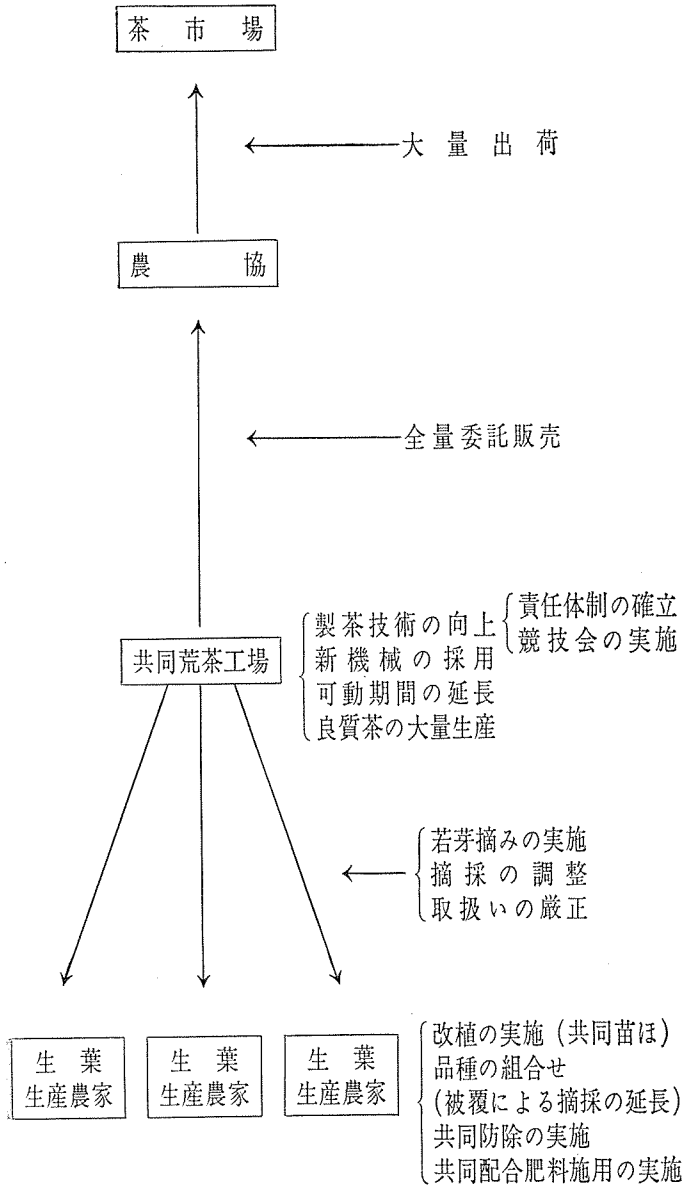 茶市場
大量出荷
農協
全量委託販売
共同荒茶工場
製茶技術の向上
新機械の採用
可動期間の延長
良質茶の大量生産
責任体制の確立
競技会の実施
若芽摘みの実施
摘採の調整
取扱いの厳正
生葉
生産農家
生葉
生産農家
生葉
生産農家
改植の実施（共同苗ほ）
品種の組合せ
（被覆による摘採の延長）
共同防除の実施
共同配合肥料施用の実施